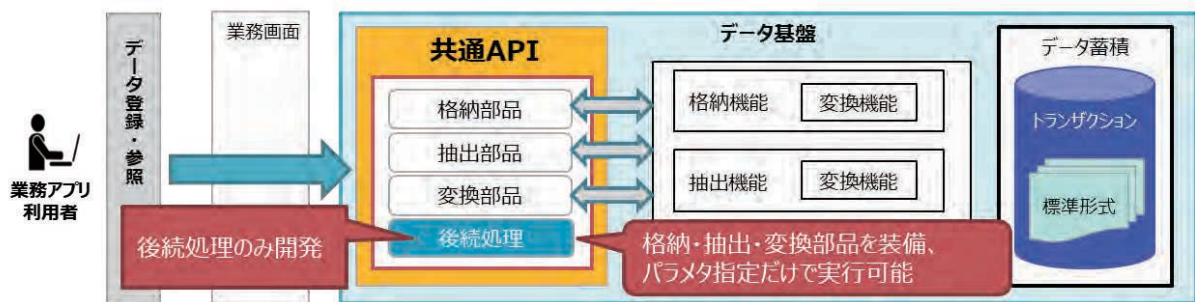 業務アプリ
利用者
データ登録・参照
業務画面
データ基盤
共通API
格納部品
抽出部品
変換部品
後続処理
格納機能
変換機能
抽出機能
変換機能
データ蓄積
トランザクション
標準形式
後続処理のみ開発
格納・抽出・変換部品を装備、
パラメタ指定だけで実行可能